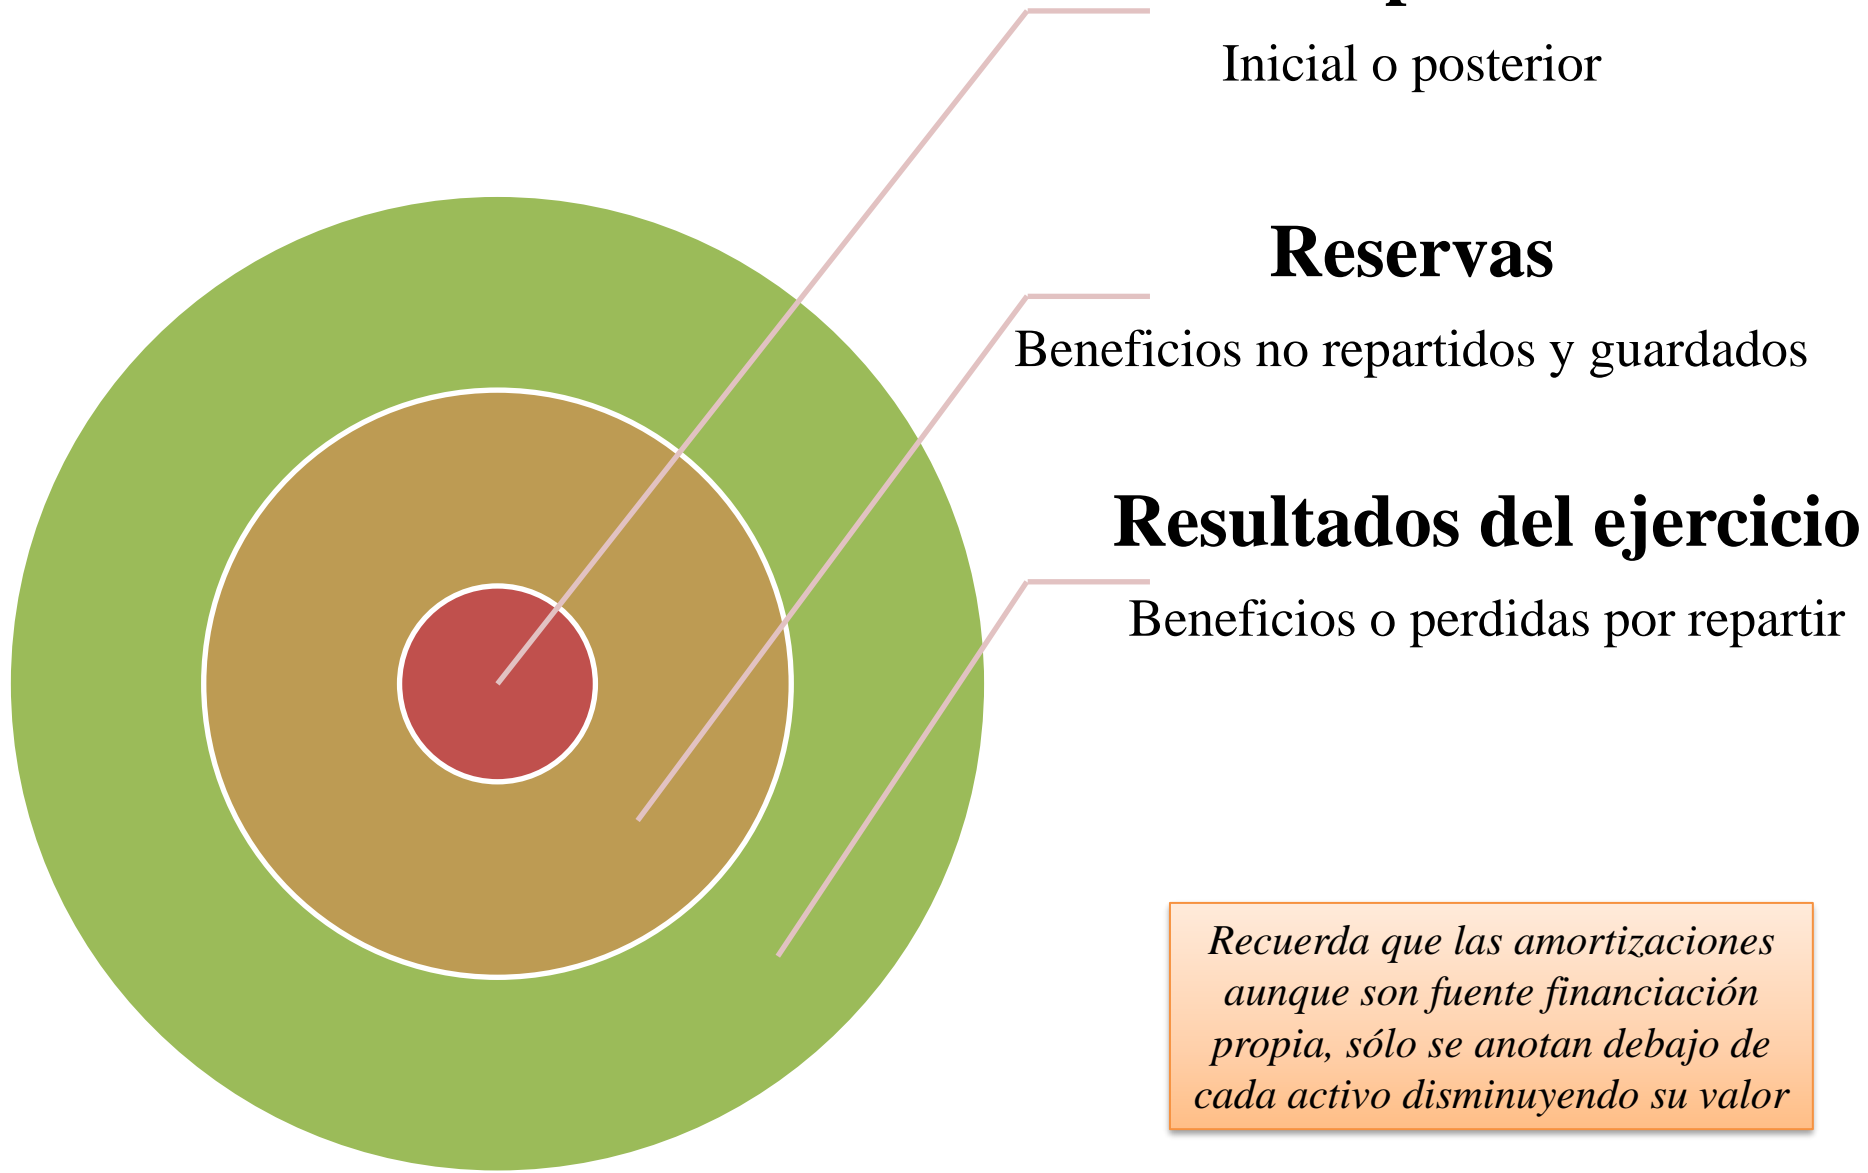 Inicial o posterior
Reservas
Beneficios no repartidos y guardados
Resultados del ejercicio
Beneficios o perdidas por repartir
Recuerda que las amortizaciones
aunque son fuente financiación
propia, sólo se anotan debajo de
cada activo disminuyendo su valor